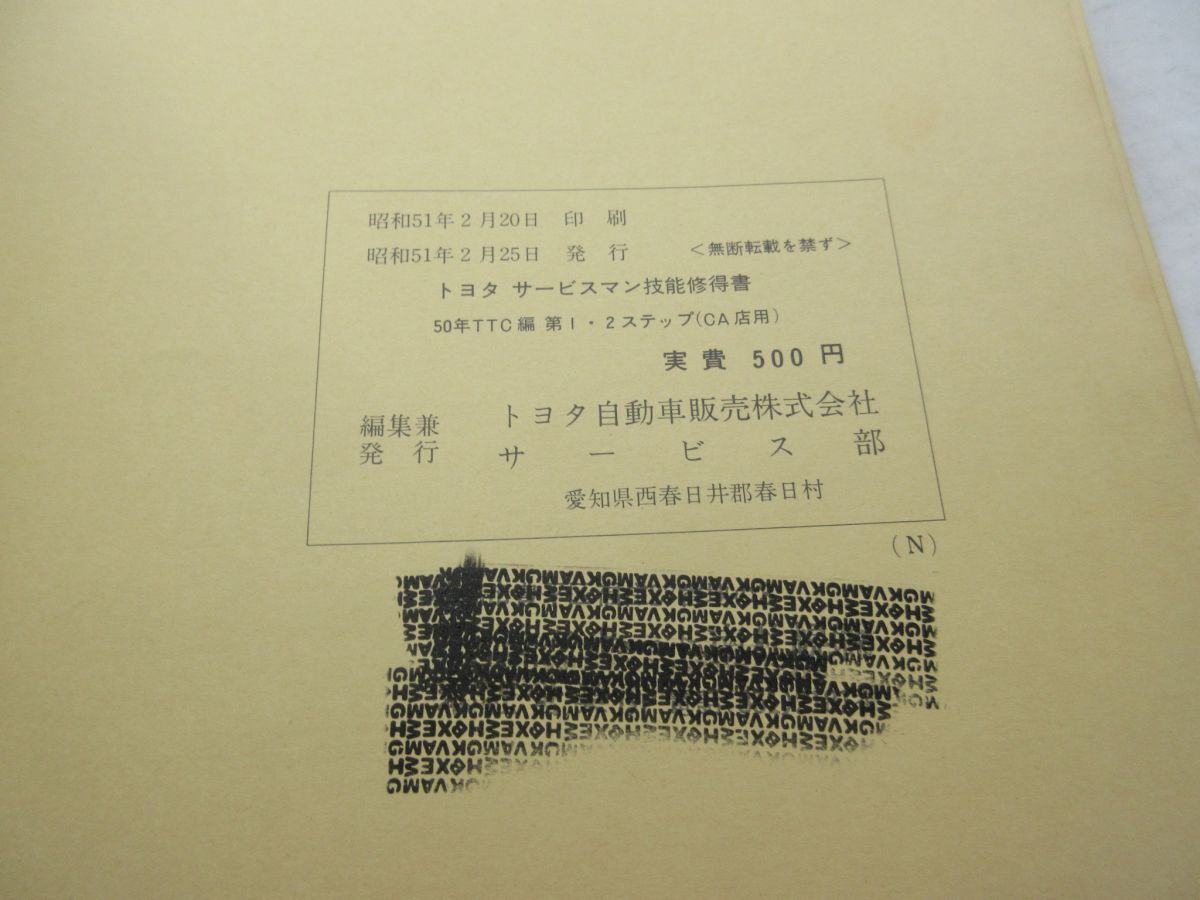 昭和51年2月20日 印 刷
昭和51年2月25日 発 行 <無断転載を禁ず>
トヨタ サービスマン技能修得書
50年TTC編 第1・2ステップ(CA店用)
実 費 500 円
編集兼 トヨタ自動車販売株式会社
発 行 サ ー ビ ス 部
愛知県西春日井郡春日村
(N)